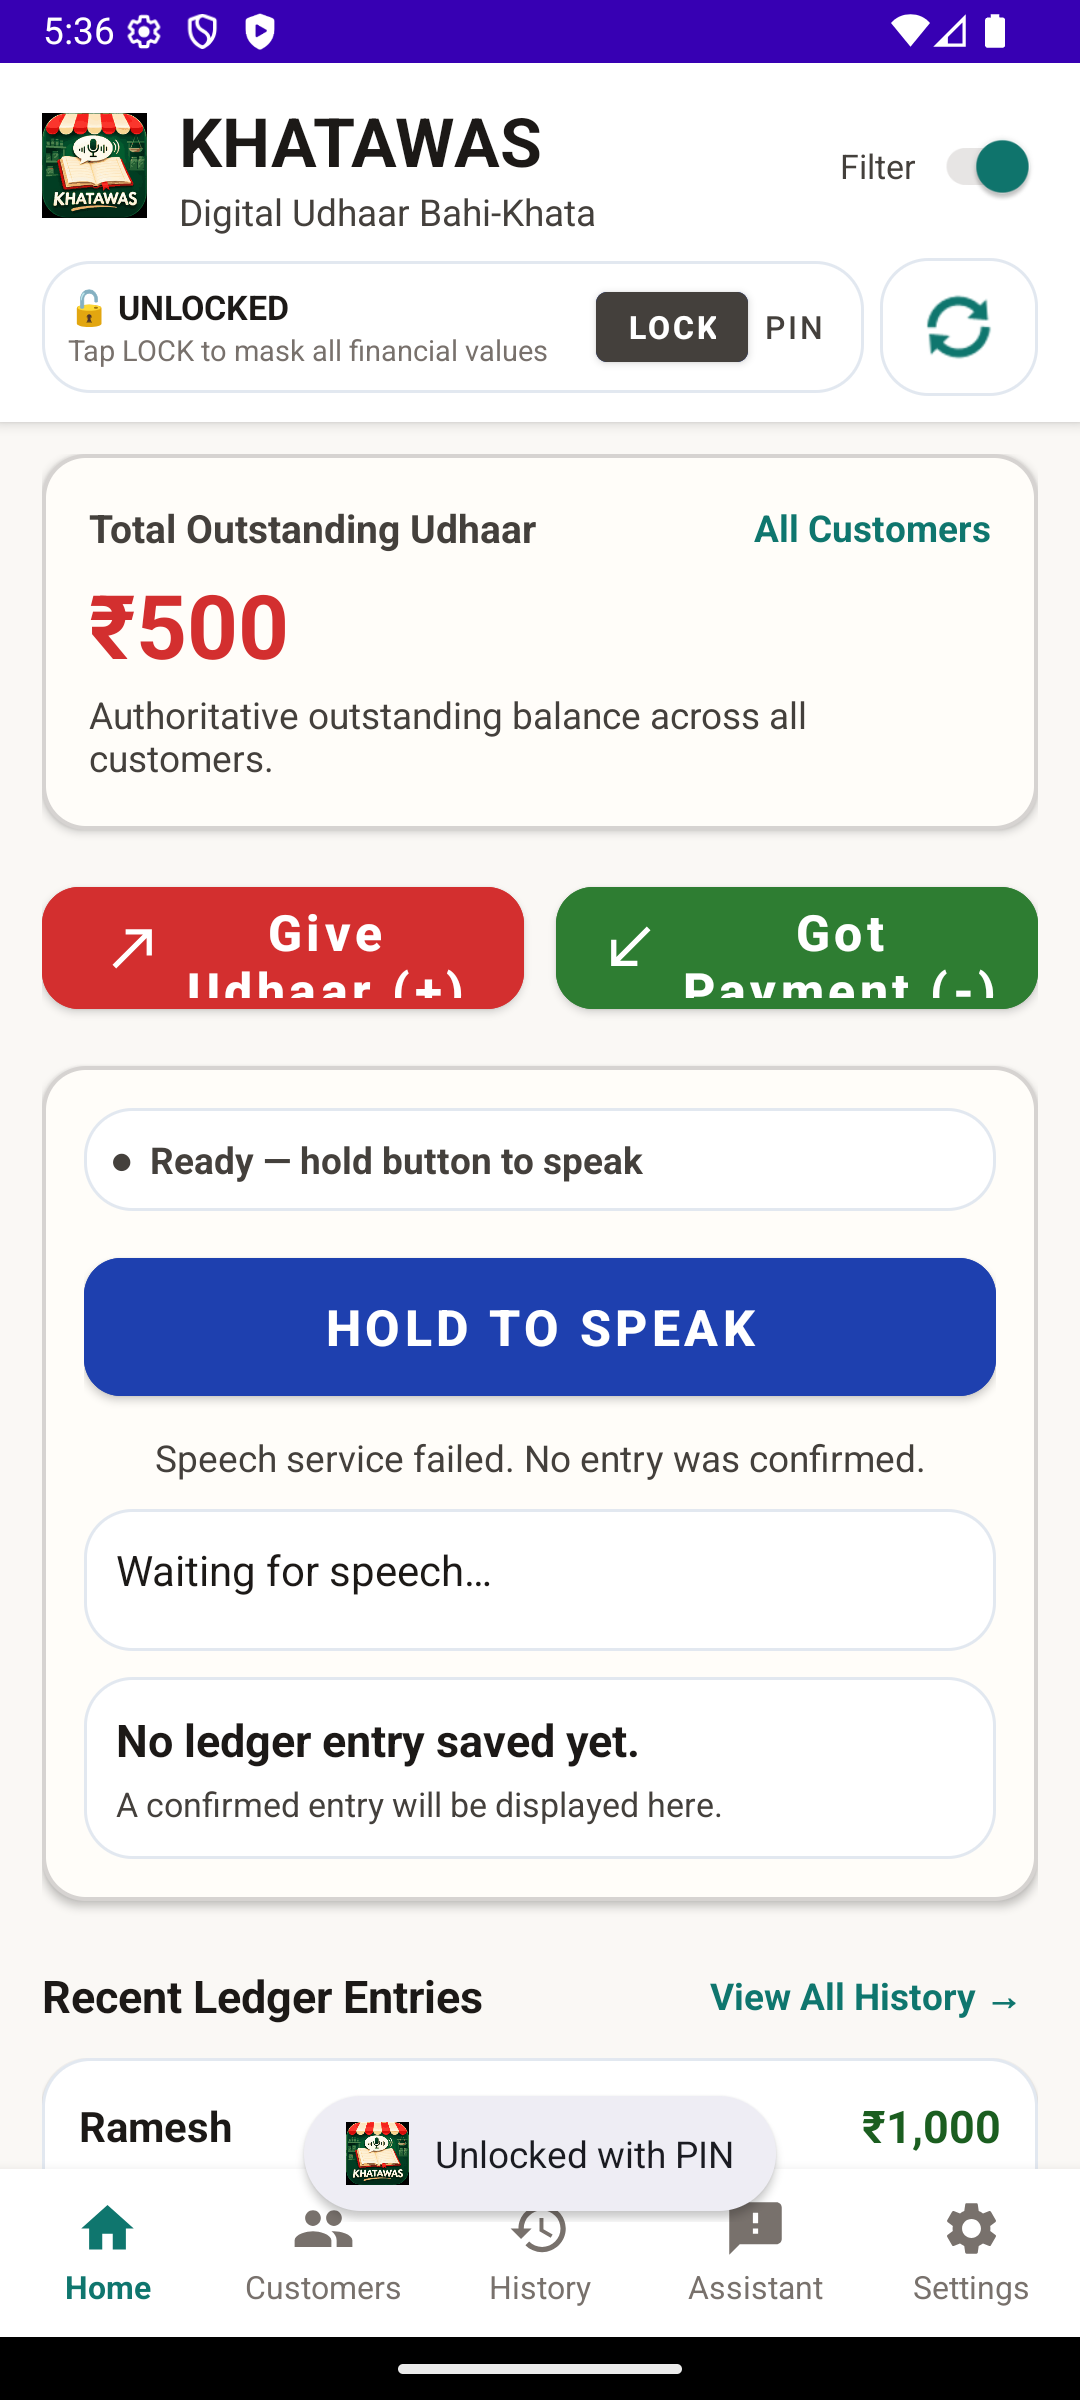 5:36
KHATAWAS
KHATAWAS
Digital Udhaar Bahi-Khata
Filter
🔓 UNLOCKED
Tap LOCK to mask all financial values
LOCK
PIN
Total Outstanding Udhaar
All Customers
₹500
Authoritative outstanding balance across all
customers.
Give
Udhaar (+)
Got
Payment (-)
● Ready — hold button to speak
HOLD TO SPEAK
Speech service failed. No entry was confirmed.
Waiting for speech…
No ledger entry saved yet.
A confirmed entry will be displayed here.
Recent Ledger Entries
View All History →
Ramesh
₹1,000
KHATAWAS
Unlocked with PIN
Home
Customers
History
Assistant
Settings